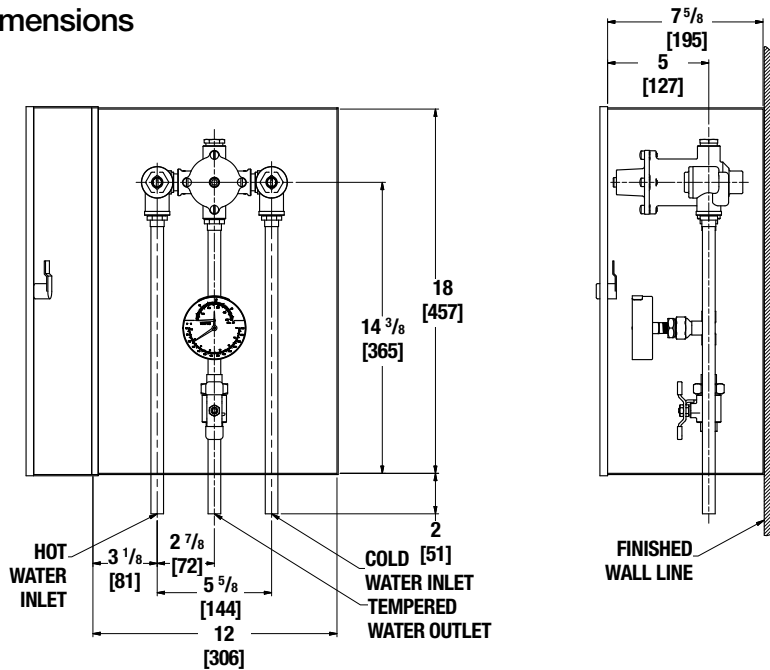 mensions
7 5/8
[195]
5
[127]
18
[457]
14 3/8
[365]
2
[51]
HOT
WATER
INLET
3 1/8
[81]
2 7/8
[72]
5 5/8
[144]
12
[306]
COLD
WATER INLET
TEMPERED
WATER OUTLET
FINISHED
WALL LINE